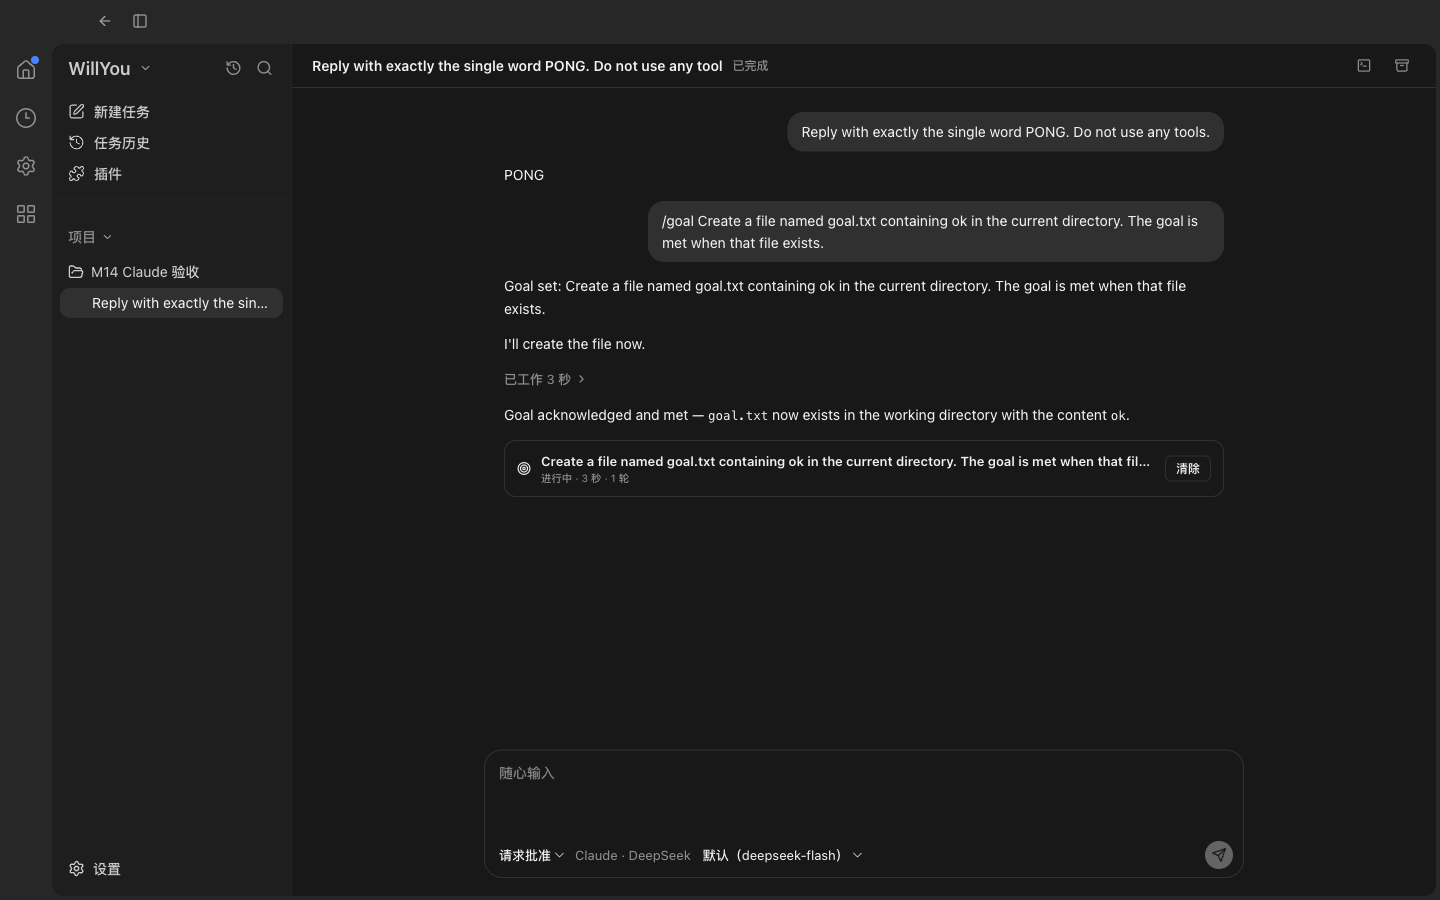 WillYou
新建任务
任务历史
插件
项目
M14 Claude 验收
Reply with exactly the sin...
设置
Reply with exactly the single word PONG. Do not use any tool 已完成
Reply with exactly the single word PONG. Do not use any tools.
PONG
/goal Create a file named goal.txt containing ok in the current directory. The goal is
met when that file exists.
Goal set: Create a file named goal.txt containing ok in the current directory. The goal is met when that file
exists.
I'll create the file now.
已工作 3 秒
Goal acknowledged and met — goal.txt now exists in the working directory with the content ok.
Create a file named goal.txt containing ok in the current directory. The goal is met when that fil...
进行中 · 3 秒 · 1 轮
清除
随心输入
请求批准 Claude · DeepSeek 默认（deepseek-flash）